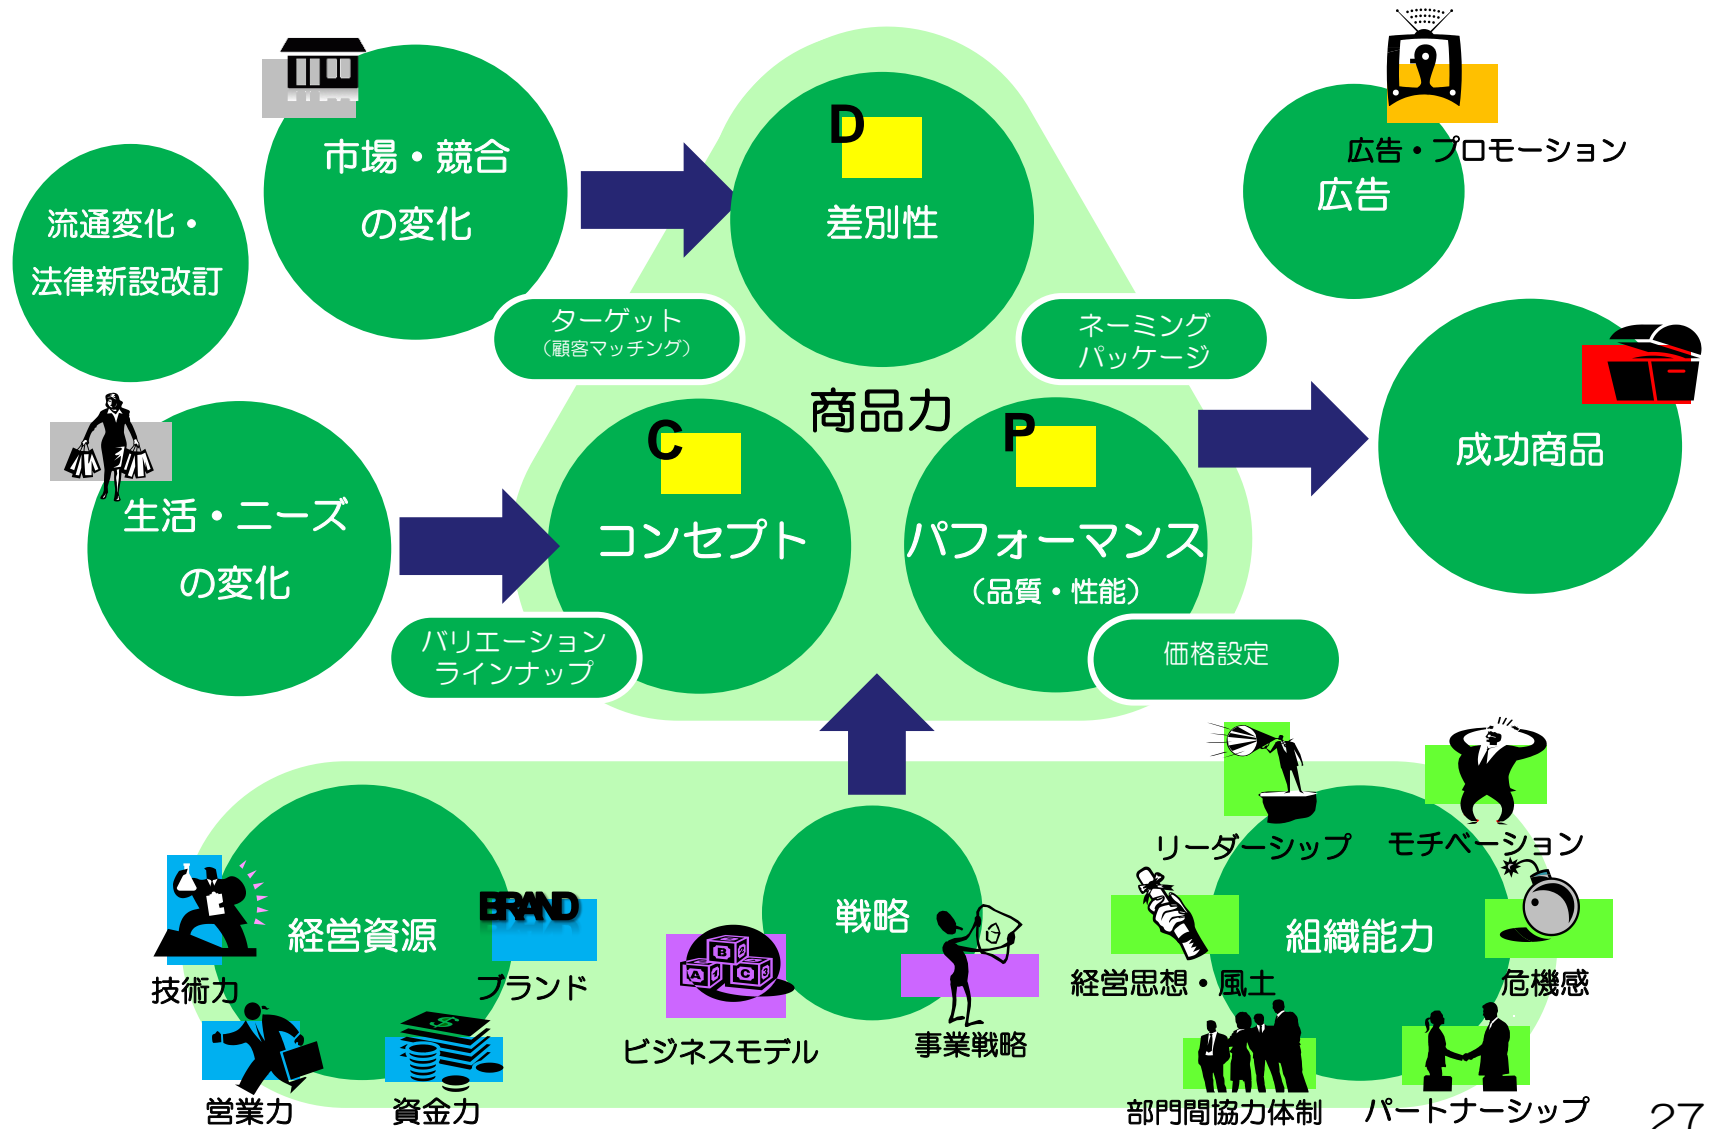 市場・競合
の変化
流通変化・
法律新設改訂
D
差別性
広告・プロモーション
広告
ターゲット
（顧客マッチング）
ネーミング
パッケージ
商品力
生活・ニーズ
の変化
C
コンセプト
P
パフォーマンス
（品質・性能）
成功商品
バリエーション
ラインナップ
価格設定
経営資源
技術力
BRAND
ブランド
営業力
$
資金力
戦略
B
A
C
ビジネスモデル
事業戦略
リーダーシップ
モチベーション
組織能力
経営思想・風土
危機感
部門間協力体制
パートナーシップ
27